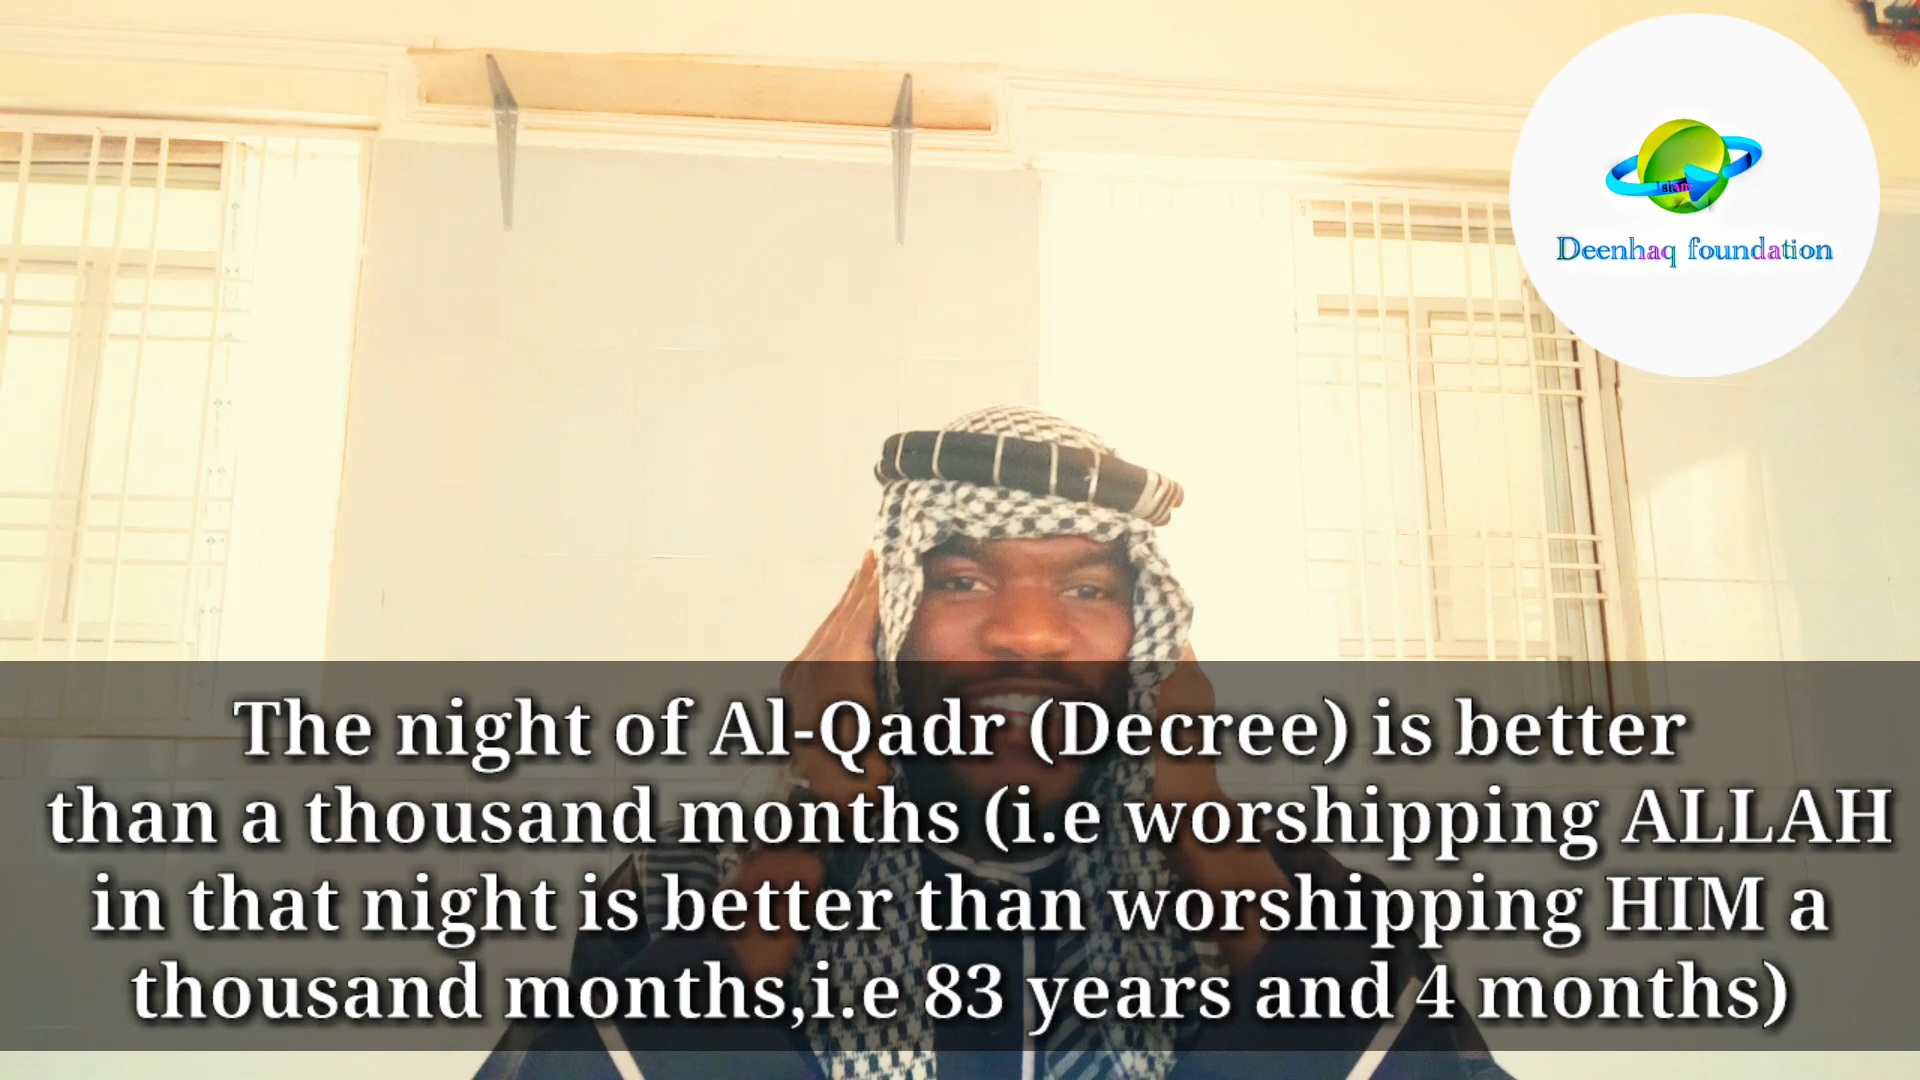 Islam
Deenhaq foundation
The night of Al-Qadr (Decree) is better
than a thousand months (i.e worshipping ALLAH
in that night is better than worshipping HIM a
thousand months,i.e 83 years and 4 months)